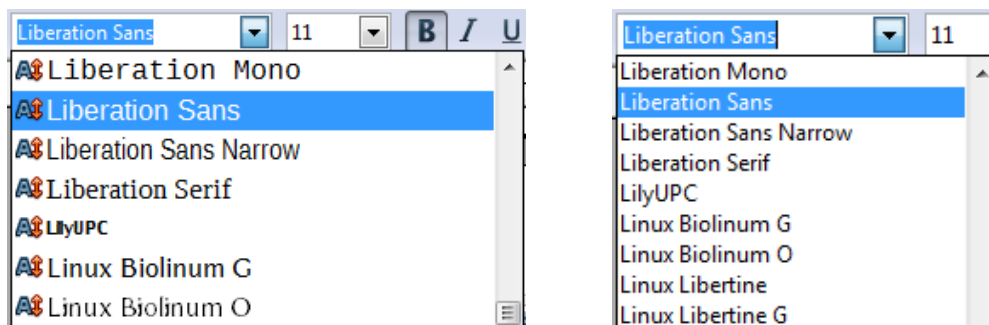 Liberation Sans 11 B I U
Liberation Mono
Liberation Sans
Liberation Sans Narrow
Liberation Serif
LilyUPC
Linux Biolinum G
Linux Biolinum O
Liberation Sans 11
Liberation Mono
Liberation Sans
Liberation Sans Narrow
Liberation Serif
LilyUPC
Linux Biolinum G
Linux Biolinum O
Linux Libertine
Linux Libertine G